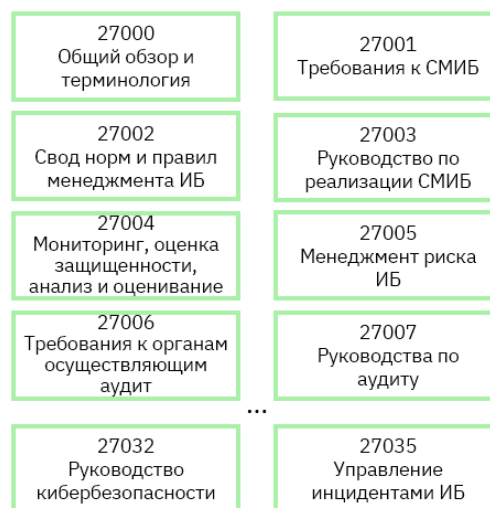 27000
Общий обзор и
терминология
27001
Требования к СМИБ
27002
Свод норм и правил
менеджмента ИБ
27003
Руководство по
реализации СМИБ
27004
Мониторинг, оценка
защищенности,
анализ и оценивание
27005
Менеджмент риска
ИБ
27006
Требования к органам
осуществляющим
аудит
27007
Руководства по
аудиту
...
27032
Руководство
кибербезопасности
27035
Управление
инцидентами ИБ